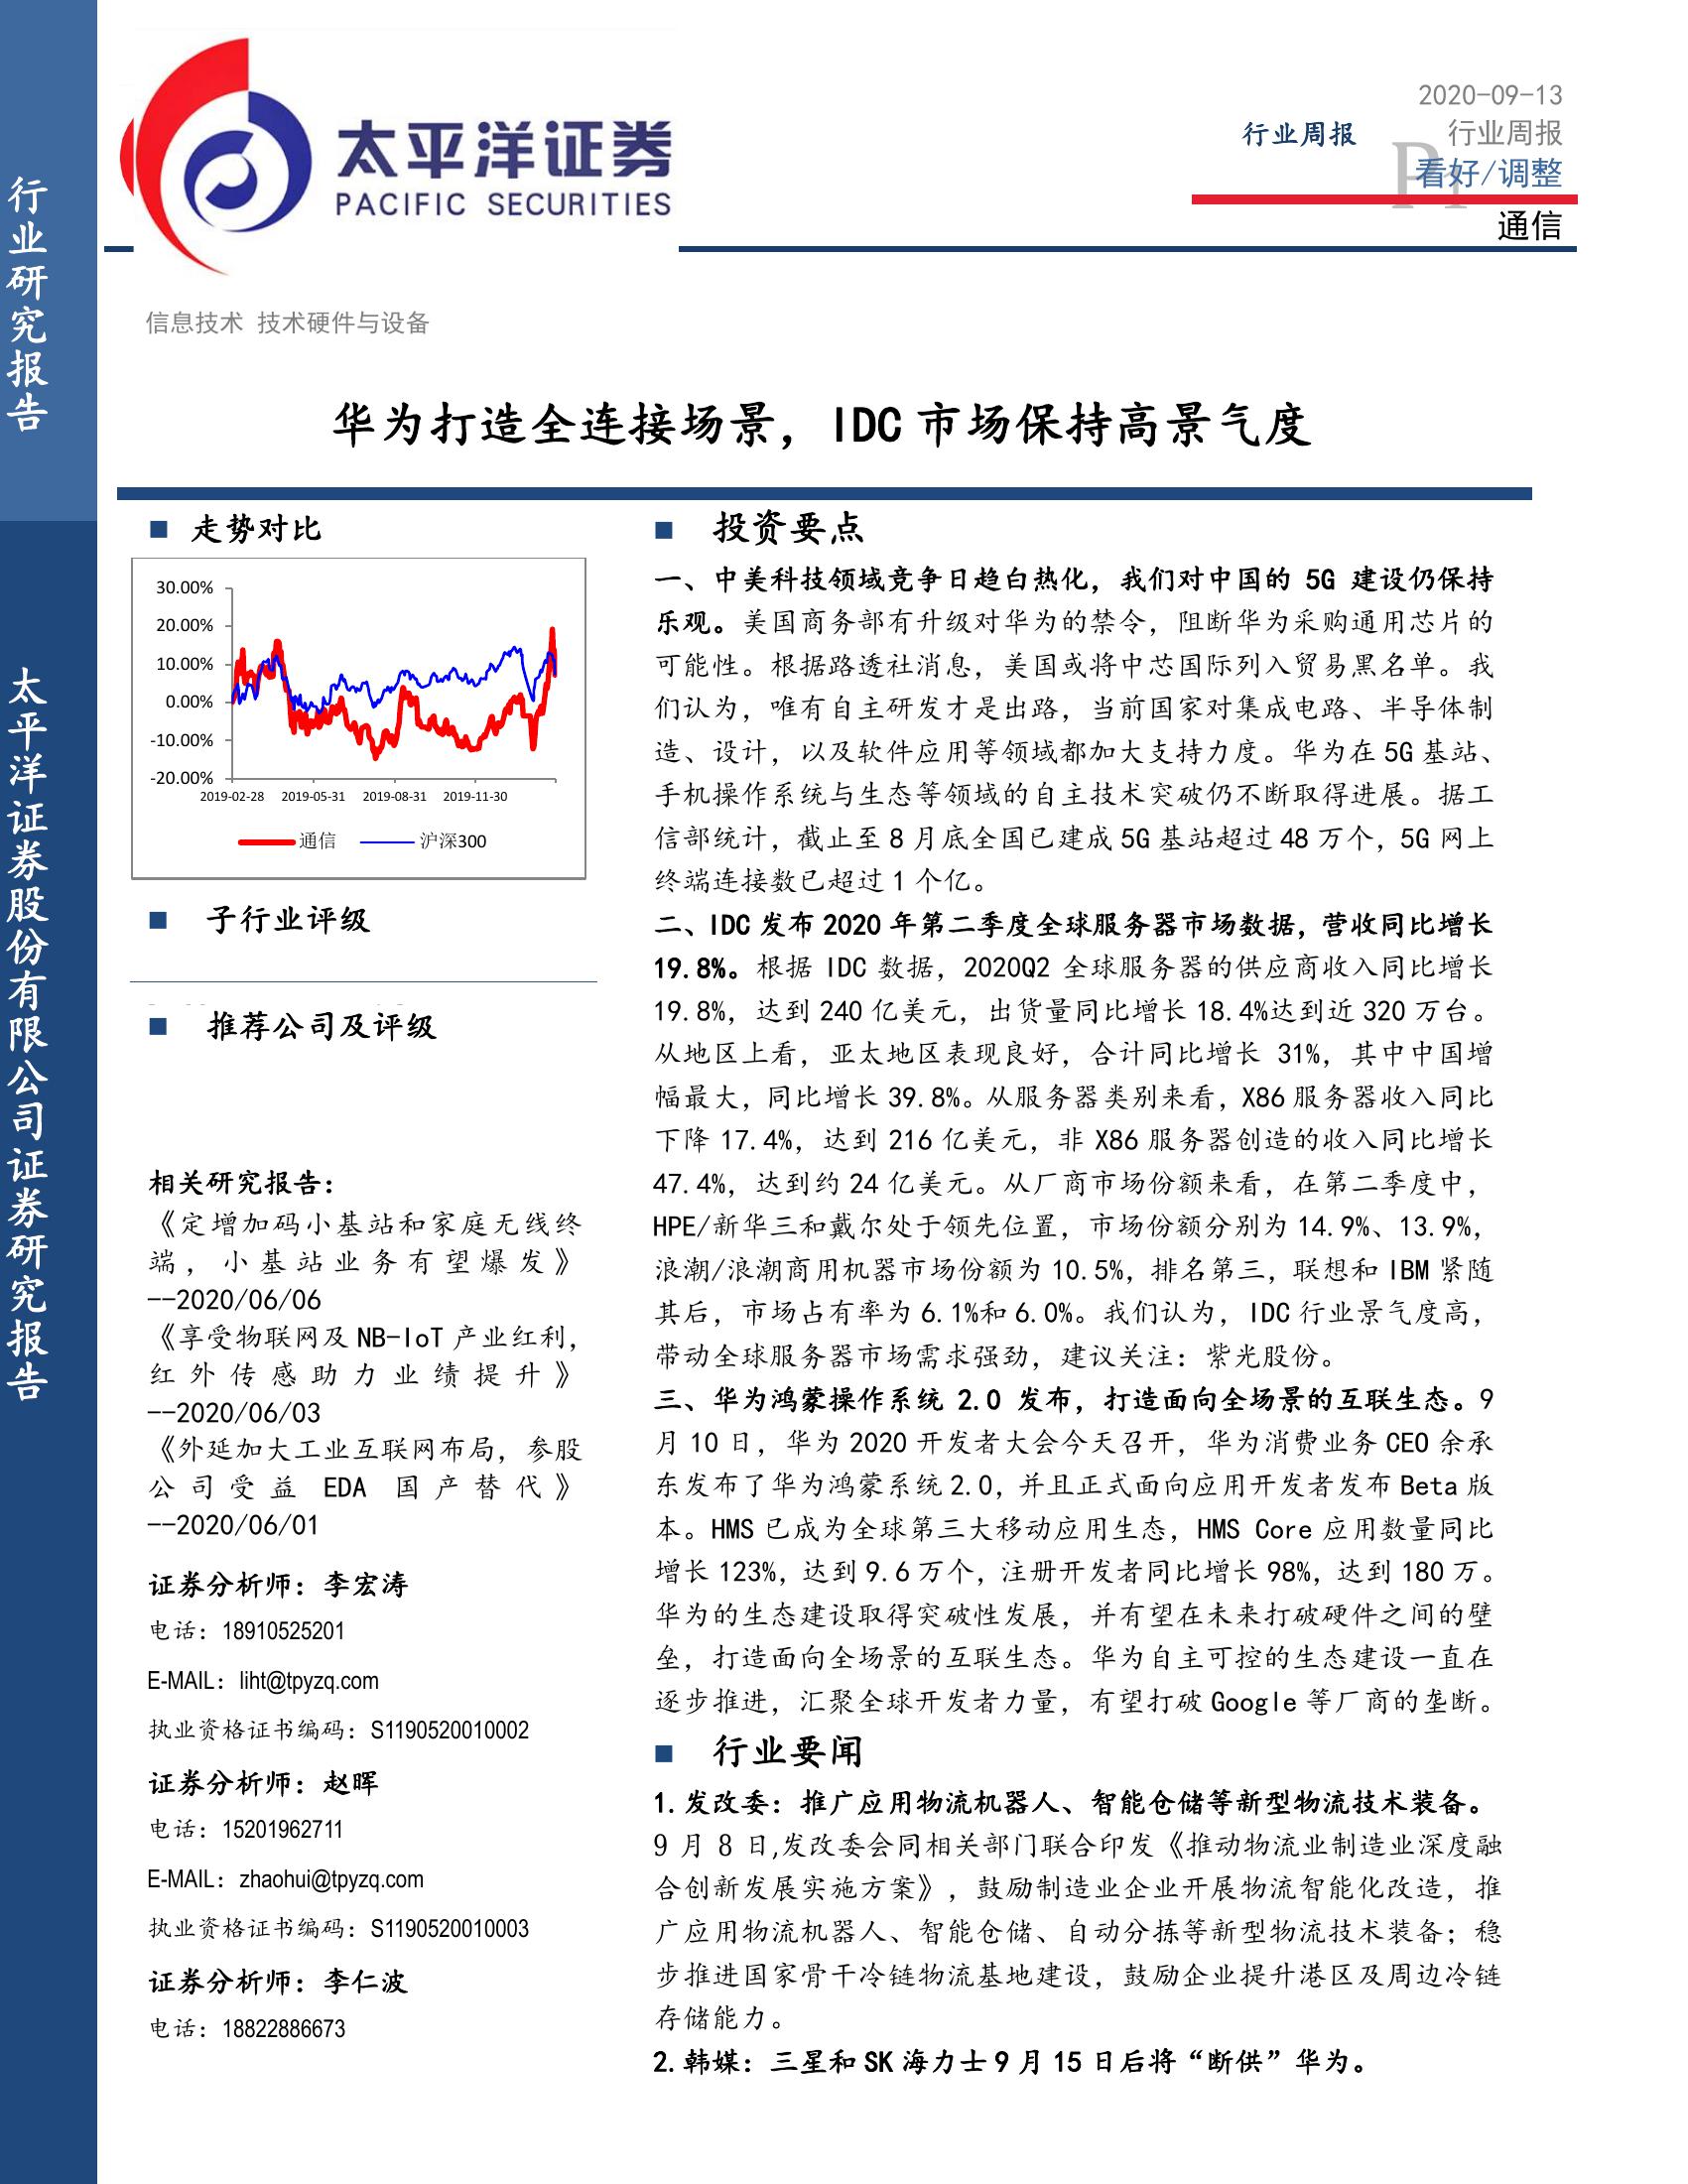 太平洋证券
PACIFIC SECURITIES
2020-09-13
行业周报
行业周报
P1
看好/调整
通信
行业研究报告
太平洋证券股份有限公司证券研究报告
信息技术 技术硬件与设备
华为打造全连接场景，IDC 市场保持高景气度
■ 走势对比
30.00%
20.00%
10.00%
0.00%
-10.00%
-20.00%
2019-02-28 2019-05-31 2019-08-31 2019-11-30
通信 沪深300
■ 子行业评级
■ 推荐公司及评级
相关研究报告：
《定增加码小基站和家庭无线终
端，小基站业务有望爆发》
--2020/06/06
《享受物联网及 NB-IoT 产业红利，
红外传感助力业绩提升》
--2020/06/03
《外延加大工业互联网布局，参股
公司受益 EDA 国产替代》
--2020/06/01
证券分析师：李宏涛
电话：18910525201
E-MAIL：liht@tpyzq.com
执业资格证书编码：S1190520010002
证券分析师：赵晖
电话：15201962711
E-MAIL：zhaohui@tpyzq.com
执业资格证书编码：S1190520010003
证券分析师：李仁波
电话：18822886673
■ 投资要点
一、中美科技领域竞争日趋白热化，我们对中国的 5G 建设仍保持
乐观。美国商务部有升级对华为的禁令，阻断华为采购通用芯片的
可能性。根据路透社消息，美国或将中芯国际列入贸易黑名单。我
们认为，唯有自主研发才是出路，当前国家对集成电路、半导体制
造、设计，以及软件应用等领域都加大支持力度。华为在 5G 基站、
手机操作系统与生态等领域的自主技术突破仍不断取得进展。据工
信部统计，截止至 8 月底全国已建成 5G 基站超过 48 万个，5G 网上
终端连接数已超过 1 个亿。
二、IDC 发布 2020 年第二季度全球服务器市场数据，营收同比增长
19.8%。根据 IDC 数据，2020Q2 全球服务器的供应商收入同比增长
19.8%，达到 240 亿美元，出货量同比增长 18.4%达到近 320 万台。
从地区上看，亚太地区表现良好，合计同比增长 31%，其中中国增
幅最大，同比增长 39.8%。从服务器类别来看，X86 服务器收入同比
下降 17.4%，达到 216 亿美元，非 X86 服务器创造的收入同比增长
47.4%，达到约 24 亿美元。从厂商市场份额来看，在第二季度中，
HPE/新华三和戴尔处于领先位置，市场份额分别为 14.9%、13.9%，
浪潮/浪潮商用机器市场份额为 10.5%，排名第三，联想和 IBM 紧随
其后，市场占有率为 6.1%和 6.0%。我们认为，IDC 行业景气度高，
带动全球服务器市场需求强劲，建议关注：紫光股份。
三、华为鸿蒙操作系统 2.0 发布，打造面向全场景的互联生态。9
月 10 日，华为 2020 开发者大会今天召开，华为消费业务 CEO 余承
东发布了华为鸿蒙系统 2.0，并且正式面向应用开发者发布 Beta 版
本。HMS 已成为全球第三大移动应用生态，HMS Core 应用数量同比
增长 123%，达到 9.6 万个，注册开发者同比增长 98%，达到 180 万。
华为的生态建设取得突破性发展，并有望在未来打破硬件之间的壁
垒，打造面向全场景的互联生态。华为自主可控的生态建设一直在
逐步推进，汇聚全球开发者力量，有望打破 Google 等厂商的垄断。
■ 行业要闻
1.发改委：推广应用物流机器人、智能仓储等新型物流技术装备。
9 月 8 日,发改委会同相关部门联合印发《推动物流业制造业深度融
合创新发展实施方案》，鼓励制造业企业开展物流智能化改造，推
广应用物流机器人、智能仓储、自动分拣等新型物流技术装备；稳
步推进国家骨干冷链物流基地建设，鼓励企业提升港区及周边冷链
存储能力。
2.韩媒：三星和 SK 海力士 9 月 15 日后将“断供”华为。